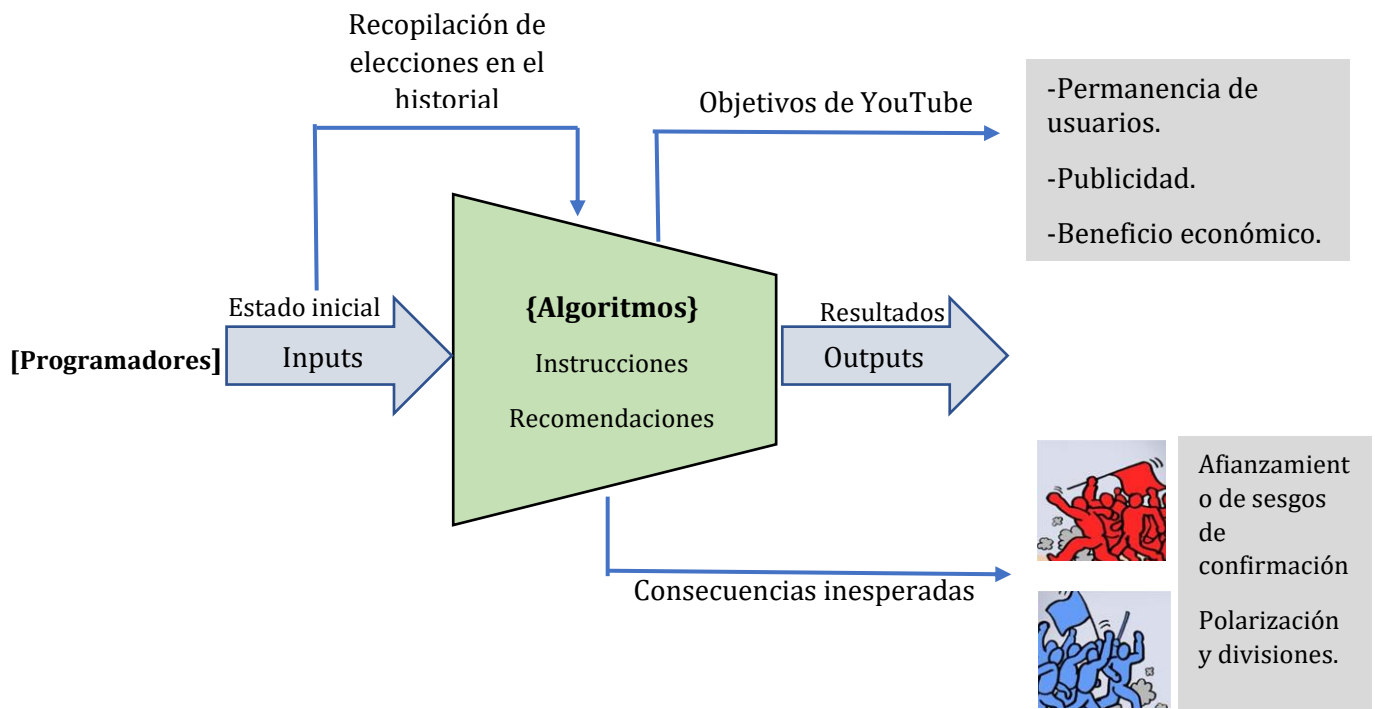 Recopilación de
elecciones en el
historial
Objetivos de YouTube
-Permanencia de
usuarios.
-Publicidad.
-Beneficio económico.
Estado inicial
[Programadores]
Inputs
{Algoritmos}
Instrucciones
Recomendaciones
Resultados
Outputs
Consecuencias inesperadas
Afianzamient
o de sesgos
de
confirmación
Polarización
y divisiones.